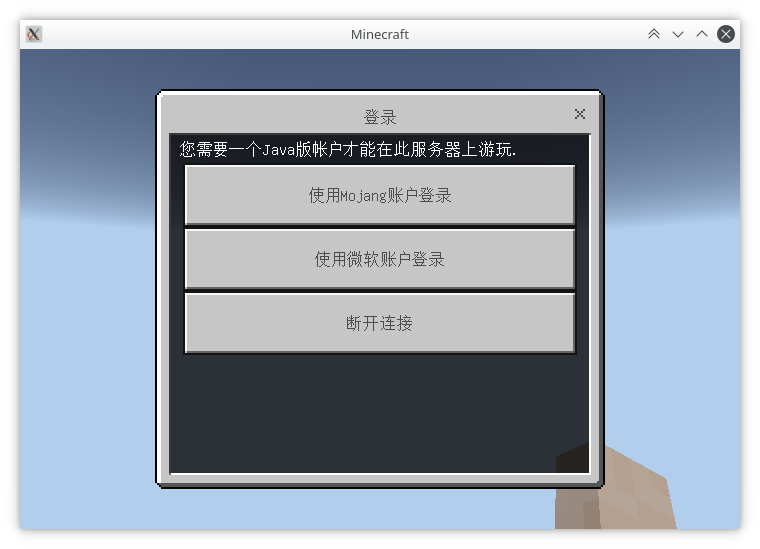 Minecraft
登录
您需要一个Java版帐户才能在此服务器上游玩.
使用Mojang账户登录
使用微软账户登录
断开连接